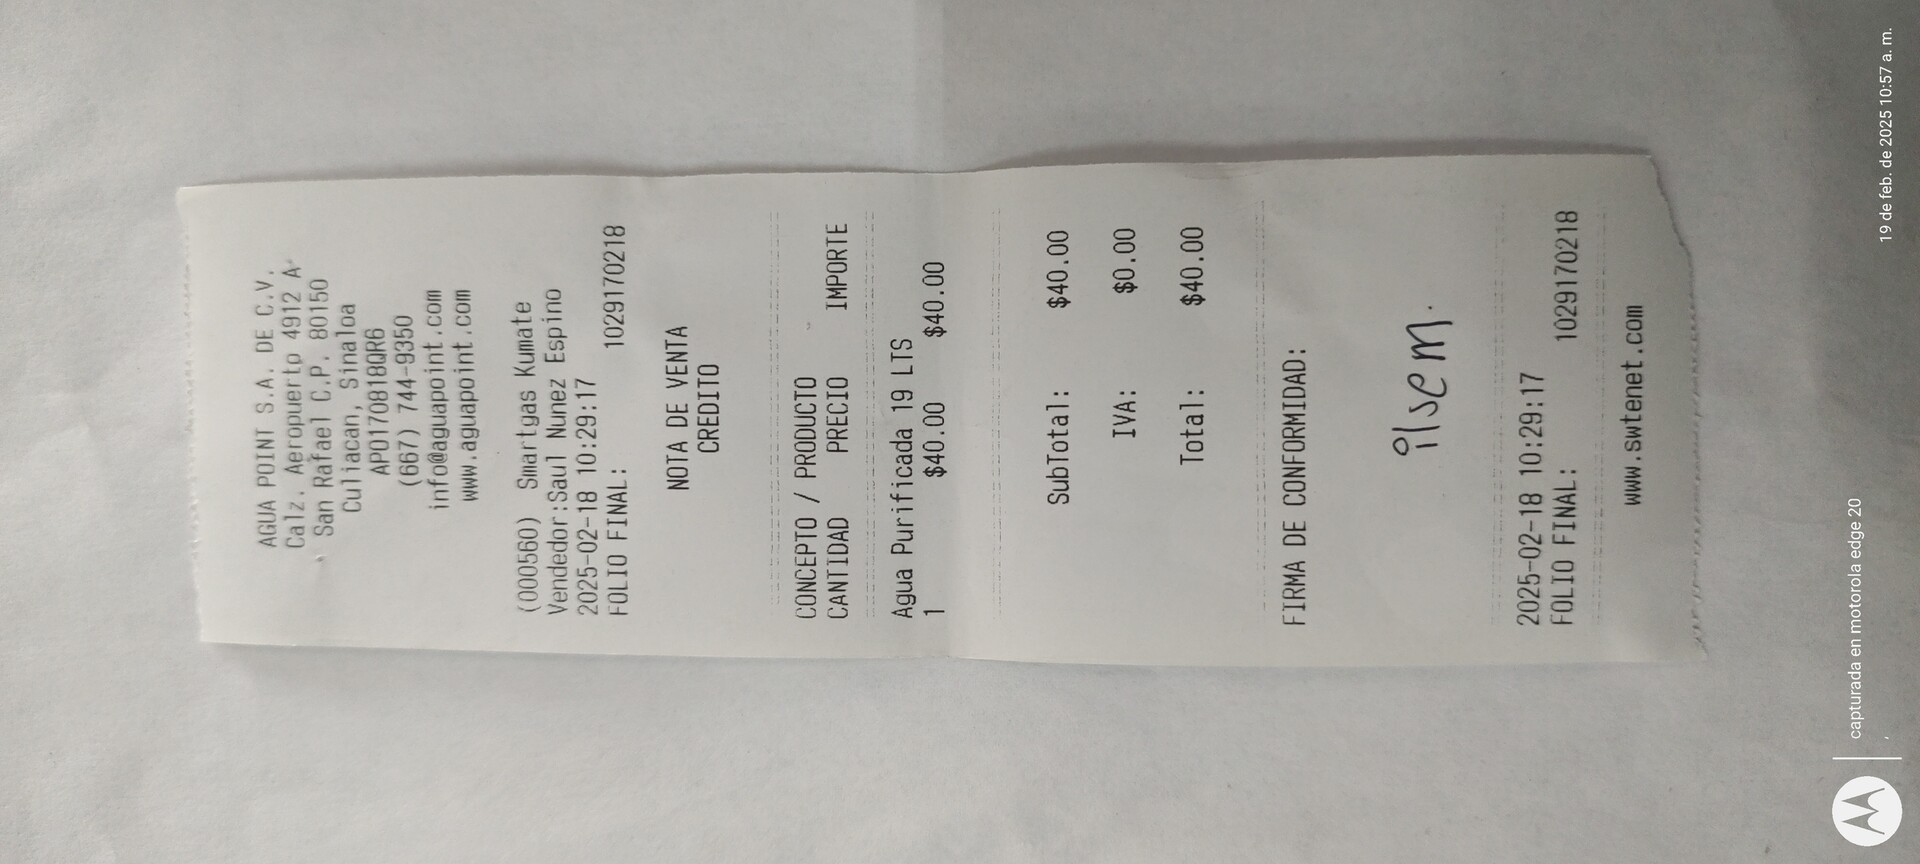 AGUA POINT S.A. DE C.V.
Calz. Aeropuerto 4912 A
San Rafael C.P. 80150
Culiacan, Sinaloa
APO170818QR6
(667) 744-9350
info@aguapoint.com
www.aguapoint.com
(000560) Smartgas Kumate
Vendedor:Saul Nunez Espino
2025-02-18 10:29:17
FOLIO FINAL: 1029170218
NOTA DE VENTA
CREDITO
CONCEPTO / PRODUCTO
CANTIDAD PRECIO IMPORTE
Agua Purificada 19 LTS
1 $40.00 $40.00
SubTotal: $40.00
IVA: $0.00
Total: $40.00
FIRMA DE CONFORMIDAD:
ilse m.
2025-02-18 10:29:17
FOLIO FINAL: 1029170218
www.swtenet.com
capturada en motorola edge 20
19 de feb. de 2025 10:57 a. m.